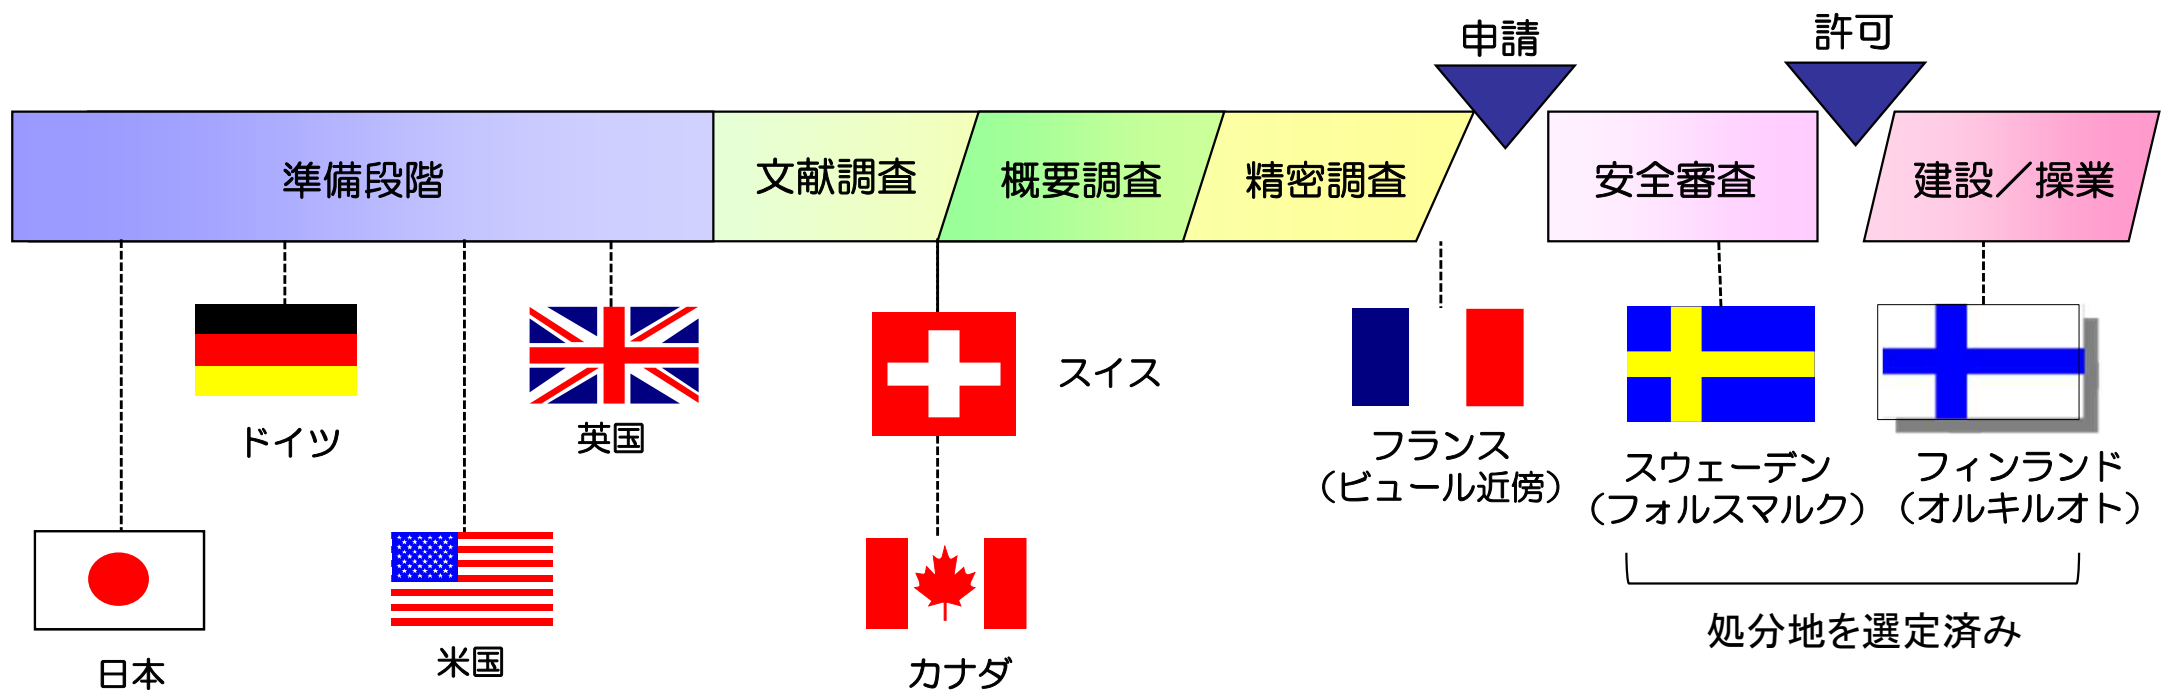 申請
許可
準備段階
文献調査
概要調査
精密調査
安全審査
建設／操業
ドイツ
英国
スイス
フランス
（ビュール近傍）
スウェーデン
（フォルスマルク）
フィンランド
（オルキルオト）
日本
米国
カナダ
処分地を選定済み